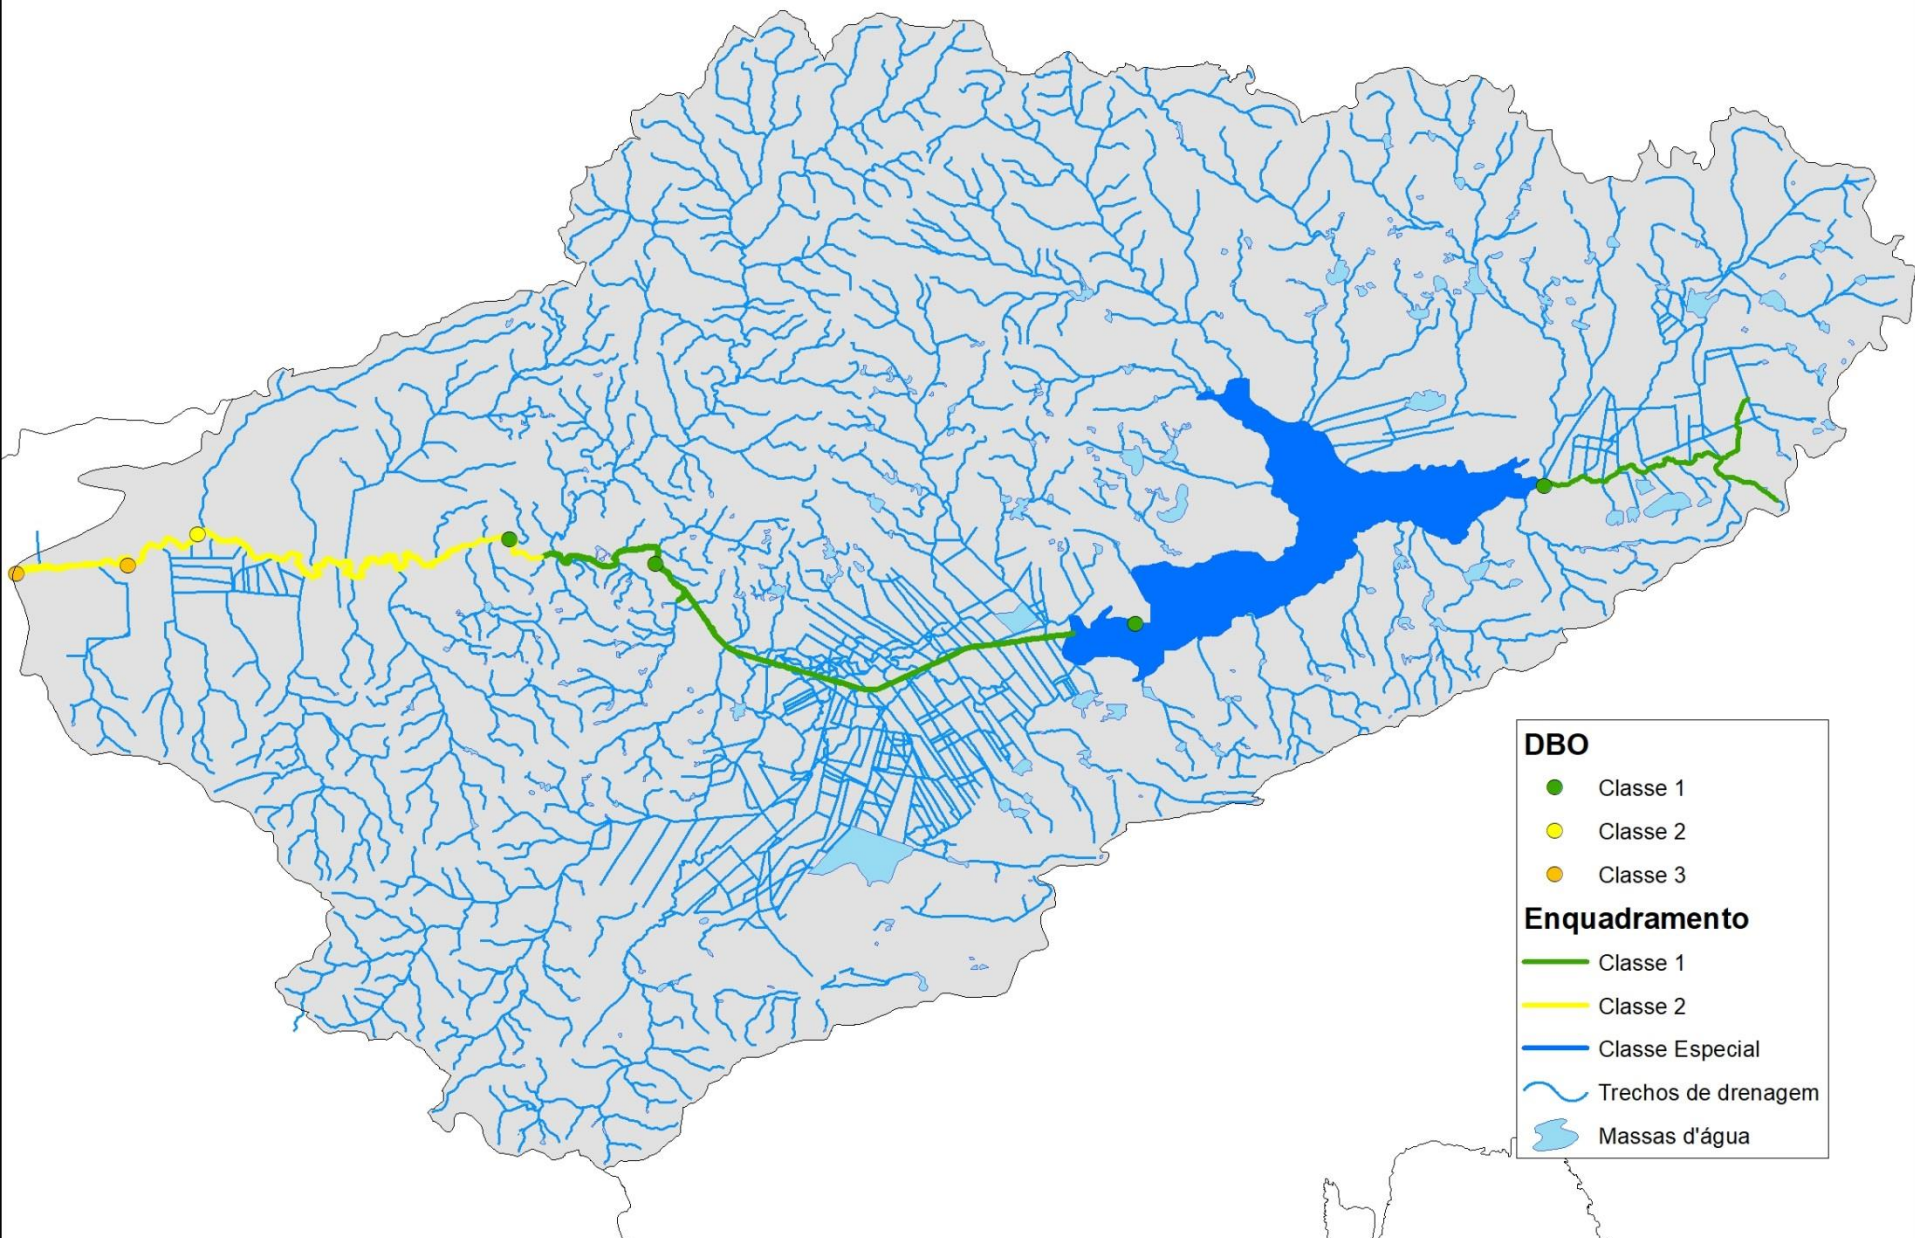 DBO
Classe 1
Classe 2
Classe 3
Enquadramento
Classe 1
Classe 2
Classe Especial
Trechos de drenagem
Massas d'água